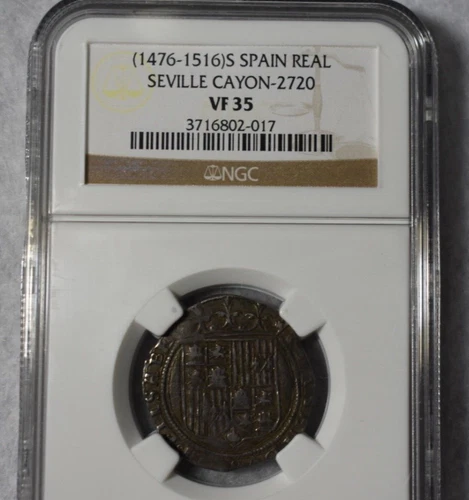 (1476-1516)S SPAIN REAL
SEVILLE CAYON-2720
VF 35
3716802-017
NGC